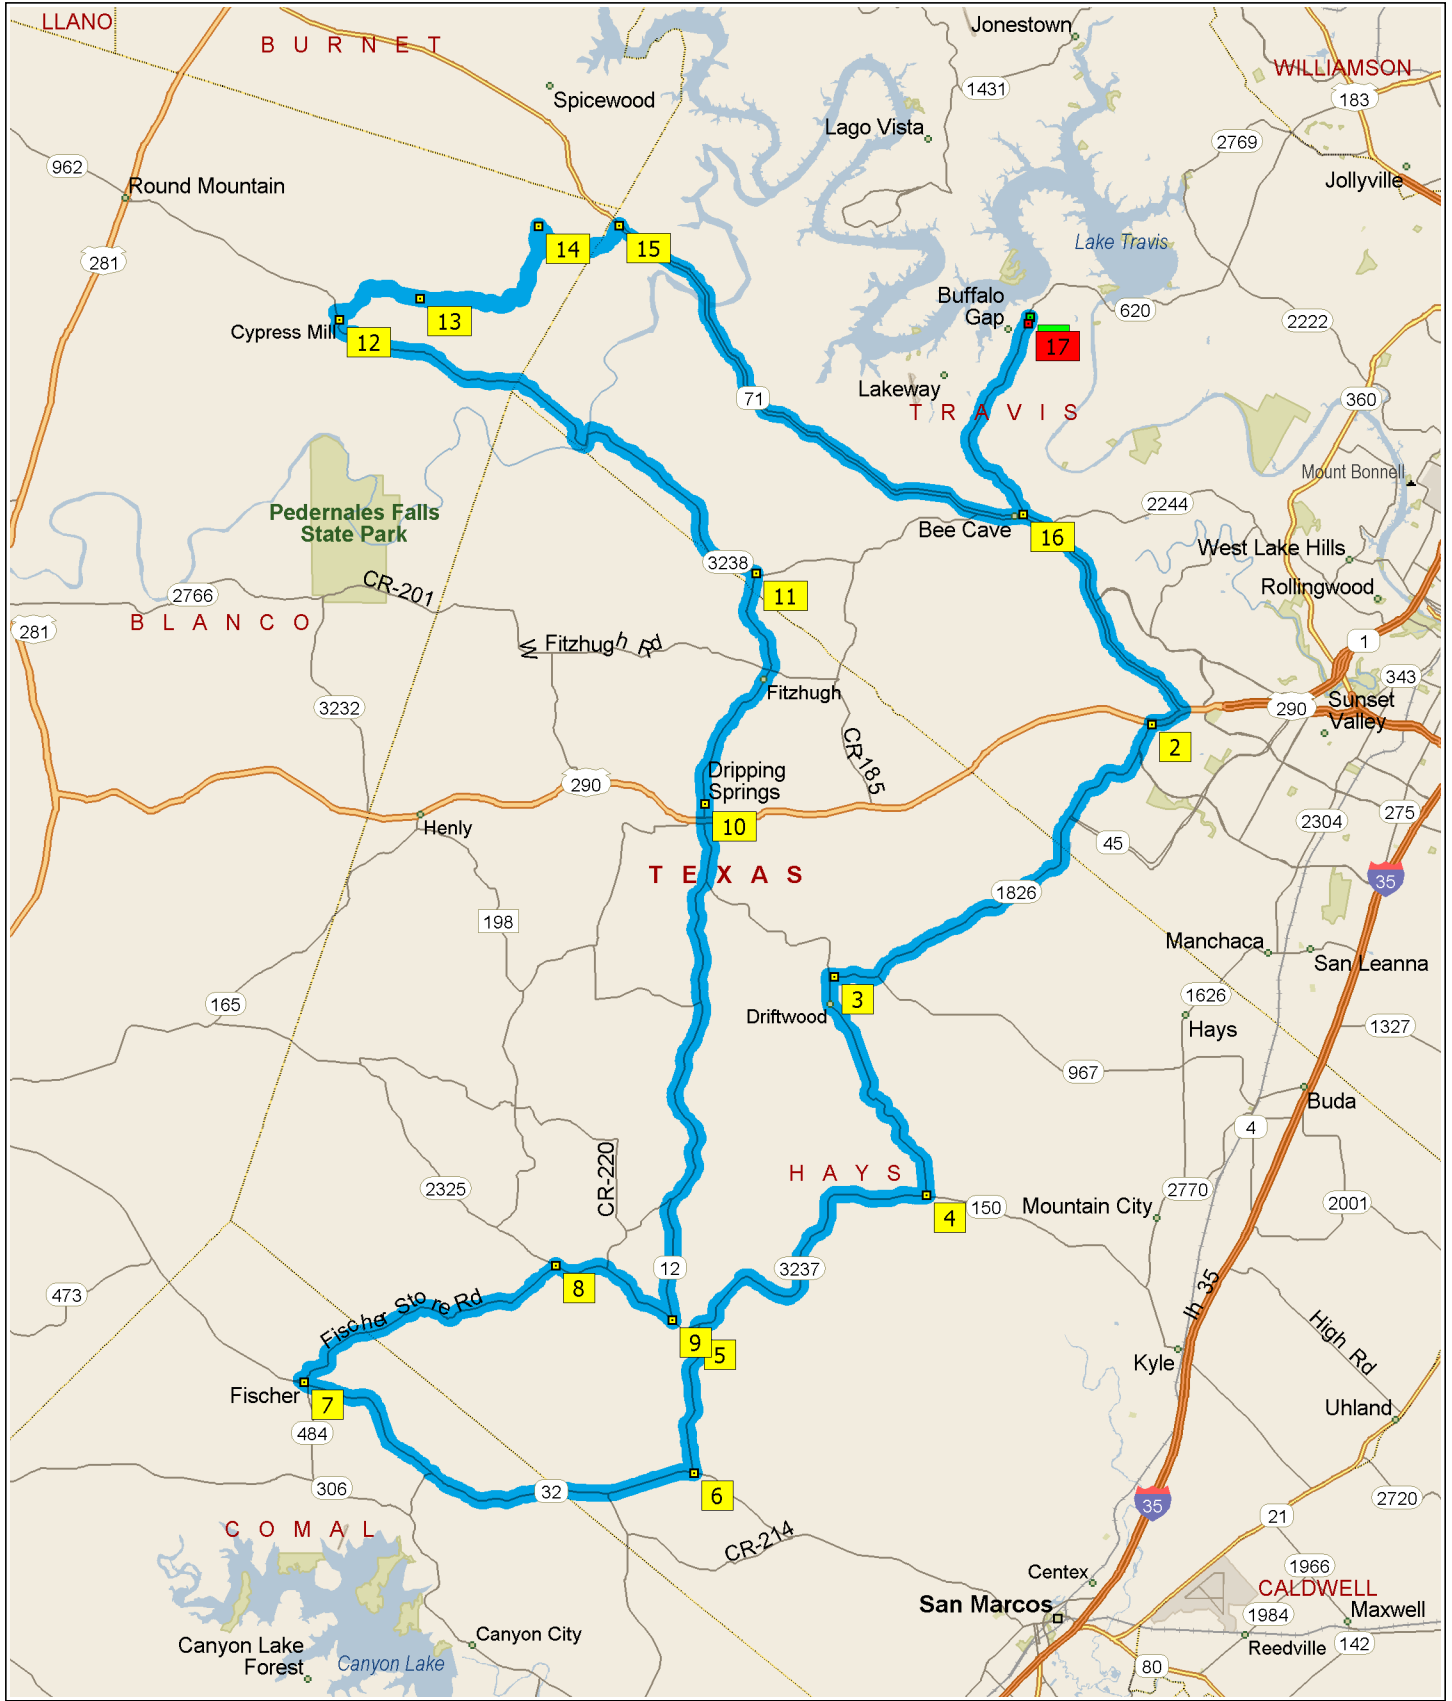 LLANO
BURNET
Jonestown
WILLIAMSON
Spicewood
1431
183
Lago Vista
2769
962
Round Mountain
Jollyville
281
14
15
Lake Travis
Buffalo
Gap
620
2222
13
Cypress Mill
12
17
Lakeway
71
TRAVIS
360
Mount Bonnell
Pedernales Falls
State Park
2244
Bee Cave
16
West Lake Hills
3238
Rollingwood
CR-201
2766
11
BLANCO
281
W Fitzhugh Rd
1
343
Fitzhugh
3232
290
Sunset
Valley
2
CR-185
Dripping
Springs
290
10
Henly
2304
275
45
TEXAS
35
1826
198
Manchaca
San Leanna
165
3
1626
Driftwood
Hays
1327
967
Buda
4
HAYS
CR-220
2325
2770
2001
150
Mountain City
4
12
3237
8
473
Fischer Store Rd
Ih 35
High Rd
9
5
Kyle
Fischer
7
Uhland
484
306
32
6
35
2720
21
COMAL
CR-214
Centex
1966
CALDWELL
San Marcos
1984
Maxwell
Canyon Lake
Forest
Canyon City
Reedville
142
Canyon Lake
80